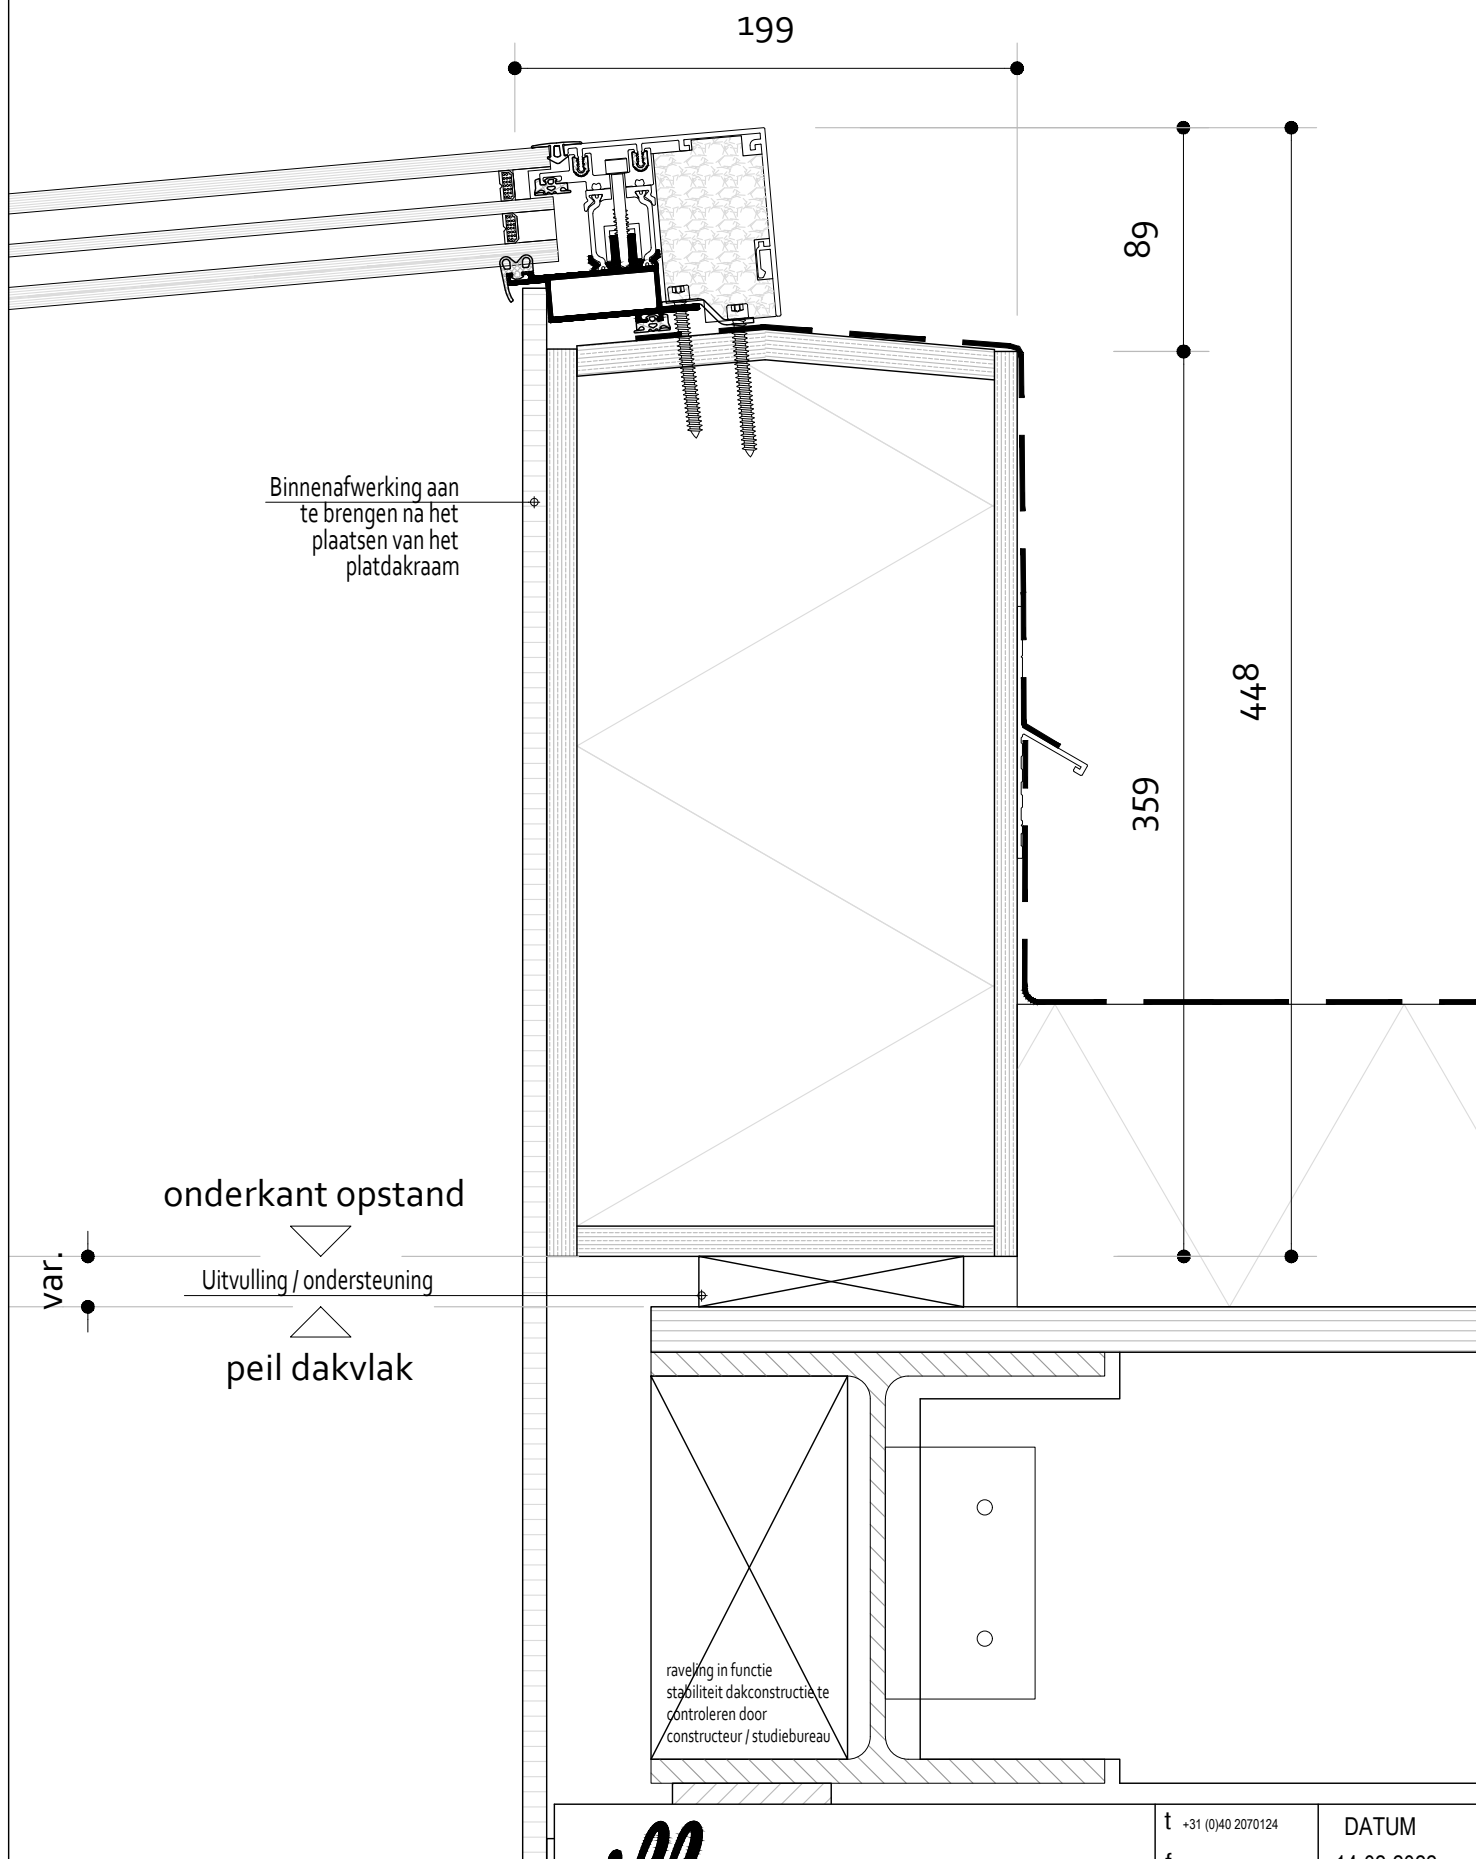 199
89
448
359
Binnenafwerking aan
te brengen na het
plaatsen van het
platdakraam
onderkant opstand
var.
Uitvulling / ondersteuning
peil dakvlak
raveling in functie
stabiliteit dakconstructie te
controleren door
constructeur / studiebureau
t +31 (0)40 2070124
DATUM